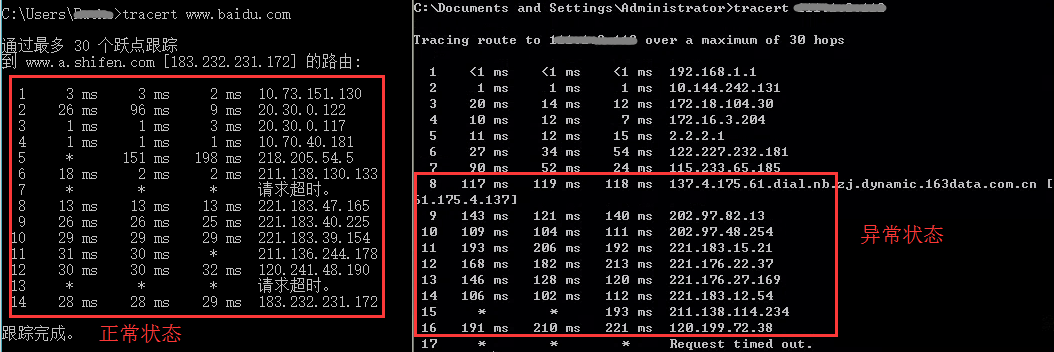 C:\Users\>tracert www.baidu.com
通过最多 30 个跃点跟踪
到 www.a.shifen.com [183.232.231.172] 的路由:
1 3 ms 3 ms 2 ms 10.73.151.130
2 26 ms 96 ms 9 ms 20.30.0.122
3 1 ms 1 ms 3 ms 20.30.0.117
4 1 ms 1 ms 1 ms 10.70.40.181
5 * 151 ms 198 ms 218.205.54.5
6 18 ms 2 ms 2 ms 211.138.130.133
7 * * * 请求超时。
8 13 ms 13 ms 13 ms 221.183.47.165
9 26 ms 26 ms 25 ms 221.183.40.225
10 29 ms 29 ms 29 ms 221.183.39.154
11 31 ms 30 ms * 211.136.244.178
12 30 ms 30 ms 32 ms 120.241.48.190
13 * * * 请求超时。
14 28 ms 28 ms 29 ms 183.232.231.172
跟踪完成。
正常状态
C:\Documents and Settings\Administrator>tracert
Tracing route to over a maximum of 30 hops
1 <1 ms <1 ms <1 ms 192.168.1.1
2 1 ms 1 ms 1 ms 10.144.242.131
3 20 ms 14 ms 12 ms 172.18.104.30
4 10 ms 12 ms 7 ms 172.16.3.204
5 11 ms 12 ms 15 ms 2.2.2.1
6 27 ms 34 ms 54 ms 122.227.232.181
7 90 ms 52 ms 24 ms 115.233.65.185
8 117 ms 119 ms 118 ms 137.4.175.61.dial.nb.zj.dynamic.163data.com.cn [
61.175.4.137]
9 143 ms 121 ms 140 ms 202.97.82.13
10 109 ms 104 ms 111 ms 202.97.48.254
11 193 ms 206 ms 192 ms 221.183.15.21
12 168 ms 182 ms 213 ms 221.176.22.37
13 146 ms 128 ms 120 ms 221.176.27.169
14 106 ms 102 ms 112 ms 221.183.12.54
15 * * 193 ms 211.138.114.234
16 191 ms 210 ms 221 ms 120.199.72.38
17 * * * Request timed out.
异常状态